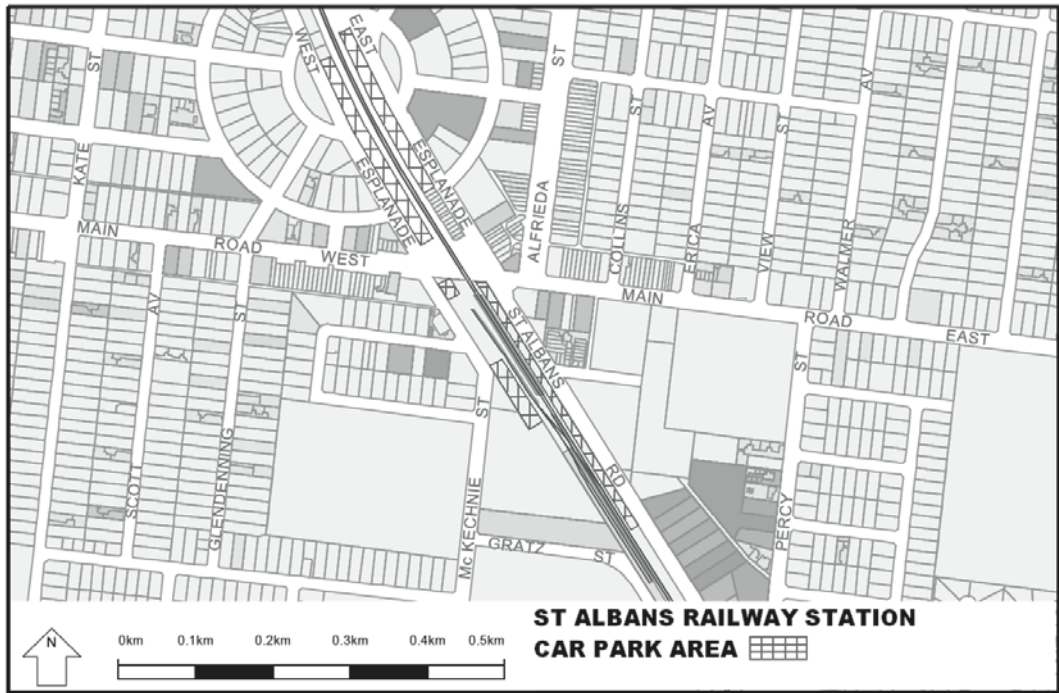 EAST
WEST
ST
ST
ST
AV
AV
ST
KATE
ESPLANADE
ESPLANADE
ALFRIEDA
COLLINS
ERICA
VIEW
WALMER
MAIN ROAD WEST
MAIN ROAD EAST
AV
ST
ST ALBANS RD
ST
ST
SCOTT
GLENDENNING
Mc KECHNIE
PERCY
GRATZ ST
ST ALBANS RAILWAY STATION
CAR PARK AREA
N
0km 0.1km 0.2km 0.3km 0.4km 0.5km